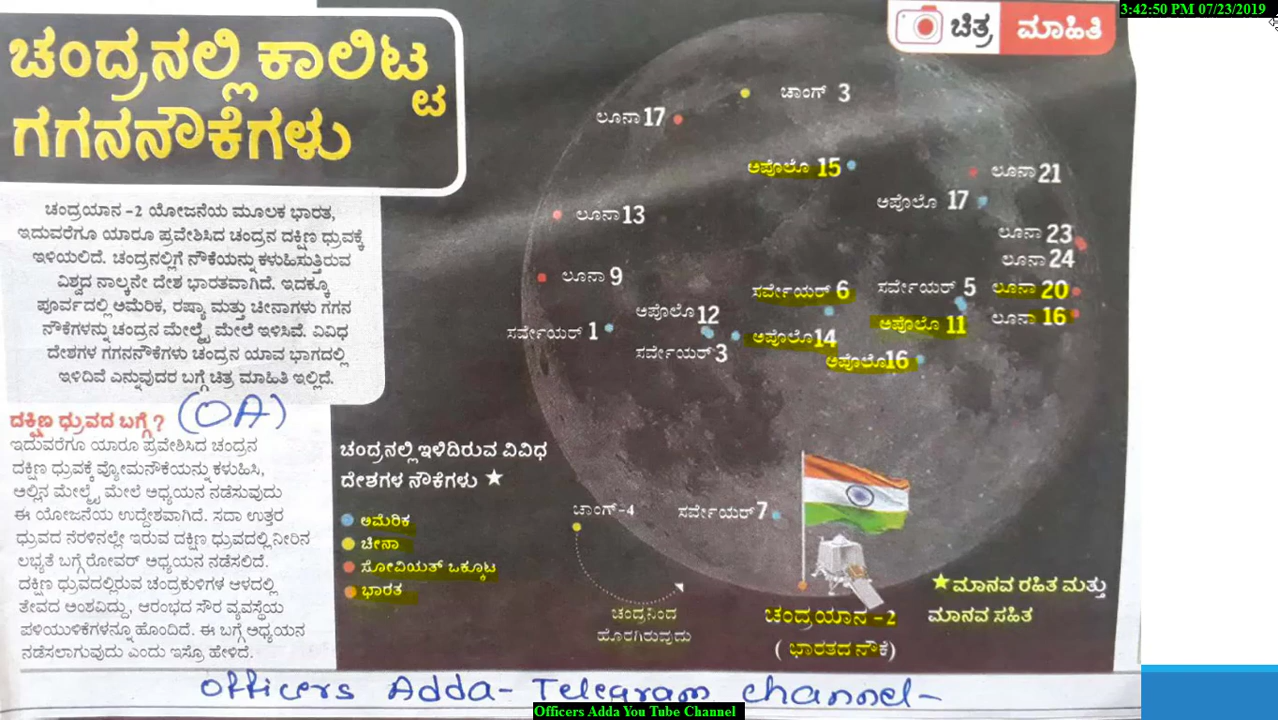 3:42:50 PM 07/23/2019
ಚಿತ್ರ ಮಾಹಿತಿ
ಚಂದ್ರನಲ್ಲಿ ಕಾಲಿಟ್ಟ
ಗಗನನೌಕೆಗಳು
ಚಂದ್ರಯಾನ -2 ಯೋಜನೆಯ ಮೂಲಕ ಭಾರತ,
ಇದುವರೆಗೂ ಯಾರೂ ಪ್ರವೇಶಿಸಿದ ಚಂದ್ರನ ದಕ್ಷಿಣ ಧ್ರುವಕ್ಕೆ
ಇಳಿಯಲಿದೆ. ಚಂದ್ರನಲ್ಲಿಗೆ ನೌಕೆಯನ್ನು ಕಳುಹಿಸುತ್ತಿರುವ
ವಿಶ್ವದ ನಾಲ್ಕನೇ ದೇಶ ಭಾರತವಾಗಿದೆ. ಇದಕ್ಕೂ
ಪೂರ್ವದಲ್ಲಿ ಅಮೆರಿಕ, ರಷ್ಯಾ ಮತ್ತು ಚೀನಾಗಳು ಗಗನ
ನೌಕೆಗಳನ್ನು ಚಂದ್ರನ ಮೇಲ್ಮೈ ಮೇಲೆ ಇಳಿಸಿವೆ. ವಿವಿಧ
ದೇಶಗಳ ಗಗನನೌಕೆಗಳು ಚಂದ್ರನ ಯಾವ ಭಾಗದಲ್ಲಿ
ಇಳಿದಿವೆ ಎನ್ನುವುದರ ಬಗ್ಗೆ ಚಿತ್ರ ಮಾಹಿತಿ ಇಲ್ಲಿದೆ.
ದಕ್ಷಿಣ ಧ್ರುವದ ಬಗ್ಗೆ? (OA)
ಇದುವರೆಗೂ ಯಾರೂ ಪ್ರವೇಶಿಸಿದ ಚಂದ್ರನ
ದಕ್ಷಿಣ ಧ್ರುವಕ್ಕೆ ವ್ಯೋಮನೌಕೆಯನ್ನು ಕಳುಹಿಸಿ,
ಅಲ್ಲಿನ ಮೇಲ್ಮೈ ಮೇಲೆ ಅಧ್ಯಯನ ನಡೆಸುವುದು
ಈ ಯೋಜನೆಯ ಉದ್ದೇಶವಾಗಿದೆ. ಸದಾ ಉತ್ತರ
ಧ್ರುವದ ನೆರಳಿನಲ್ಲೇ ಇರುವ ದಕ್ಷಿಣ ಧ್ರುವದಲ್ಲಿ ನೀರಿನ
ಲಭ್ಯತೆ ಬಗ್ಗೆ ರೋವರ್ ಅಧ್ಯಯನ ನಡೆಸಲಿದೆ.
ದಕ್ಷಿಣ ಧ್ರುವದಲ್ಲಿರುವ ಚಂದ್ರಕುಳಿಗಳ ಆಳದಲ್ಲಿ
ತೇವದ ಅಂಶವಿದ್ದು, ಆರಂಭದ ಸೌರ ವ್ಯವಸ್ಥೆಯ
ಪಳಿಯುಳಿಕೆಗಳನ್ನೂ ಹೊಂದಿದೆ. ಈ ಬಗ್ಗೆ ಅಧ್ಯಯನ
ನಡೆಸಲಾಗುವುದು ಎಂದು ಇಸ್ರೊ ಹೇಳಿದೆ.
ಚಾಂಗ್ 3
ಲೂನಾ 17
ಅಪೊಲೊ 15
ಲೂನಾ 21
ಅಪೊಲೊ 17
ಲೂನಾ 13
ಲೂನಾ 23
ಲೂನಾ 24
ಲೂನಾ 9
ಸರ್ವೇಯರ್ 6
ಸರ್ವೇಯರ್ 5
ಲೂನಾ 20
ಅಪೊಲೊ 12
ಅಪೊಲೊ 11
ಲೂನಾ 16
ಸರ್ವೇಯರ್ 1
ಅಪೊಲೊ 14
ಸರ್ವೇಯರ್ 3
ಅಪೊಲೊ 16
ಚಂದ್ರನಲ್ಲಿ ಇಳಿದಿರುವ ವಿವಿಧ
ದೇಶಗಳ ನೌಕೆಗಳು ★
ಅಮೆರಿಕ
ಚೀನಾ
ಸೋವಿಯತ್ ಒಕ್ಕೂಟ
ಭಾರತ
ಚಾಂಗ್-4
ಸರ್ವೇಯರ್ 7
ಚಂದ್ರನಿಂದ
ಹೊರಗಿರುವುದು
ಚಂದ್ರಯಾನ -2
(ಭಾರತದ ನೌಕೆ)
★ಮಾನವ ರಹಿತ ಮತ್ತು
ಮಾನವ ಸಹಿತ
Officers Adda- Telegram channel-
Officers Adda You Tube Channel